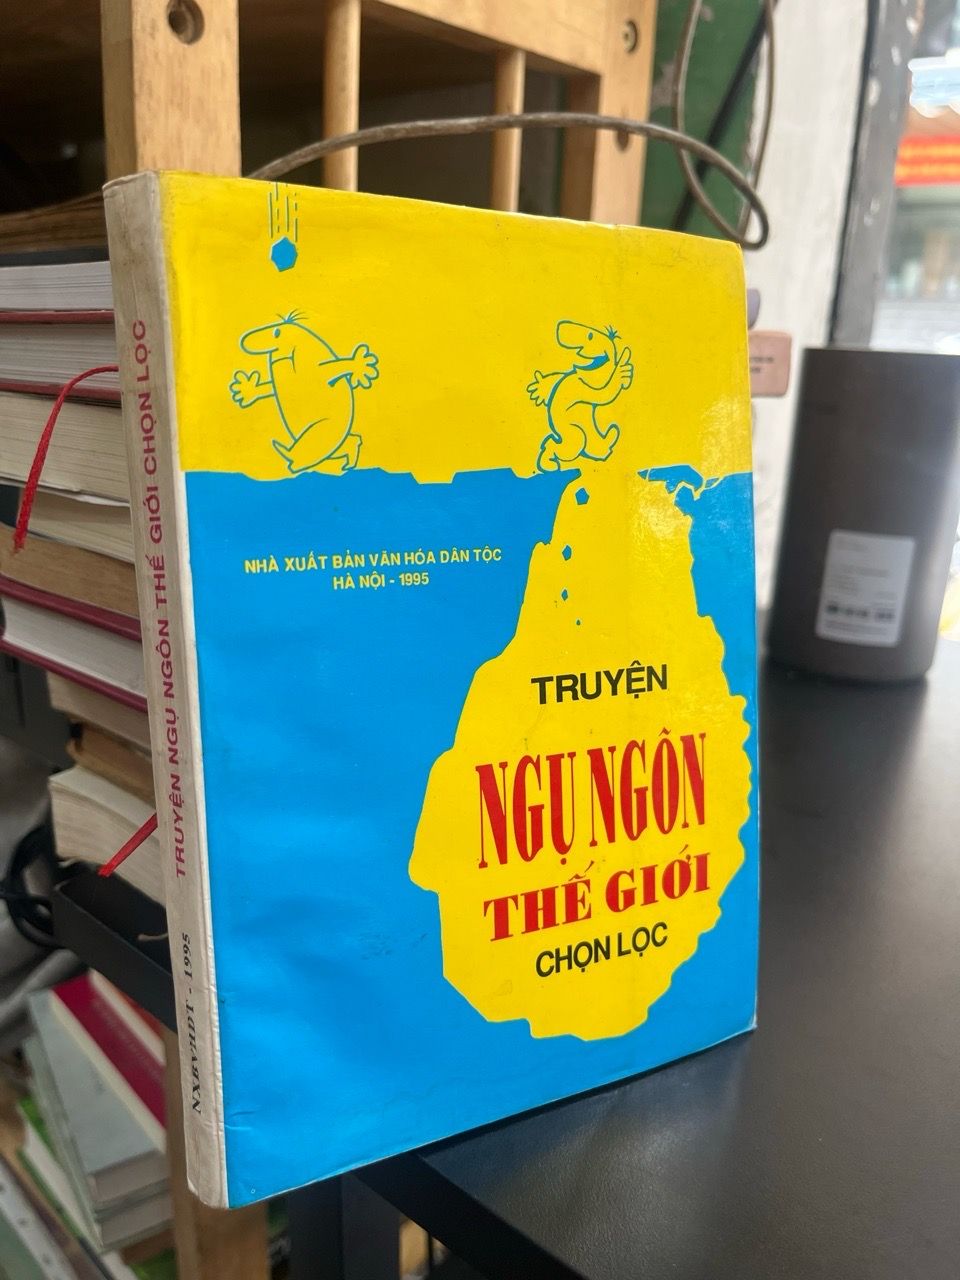 NHÀ XUẤT BẢN VĂN HÓA DÂN TỘC
HÀ NỘI - 1995
TRUYỆN
NGỤ NGÔN
THẾ GIỚI
CHỌN LỌC
TRUYỆN NGỤ NGÔN THẾ GIỚI CHỌN LỌC
NXBVHDT - 1995